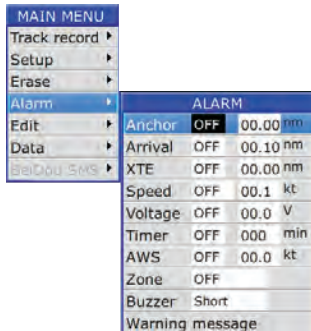 MAIN MENU
Track record
Setup
Erase
Alarm
Edit
Data
BeiDou SMS
ALARM
Anchor OFF 00.00 nm
Arrival OFF 00.10 nm
XTE OFF 00.00 nm
Speed OFF 00.1 kt
Voltage OFF 00.0 V
Timer OFF 000 min
AWS OFF 00.0 kt
Zone OFF
Buzzer Short
Warning message